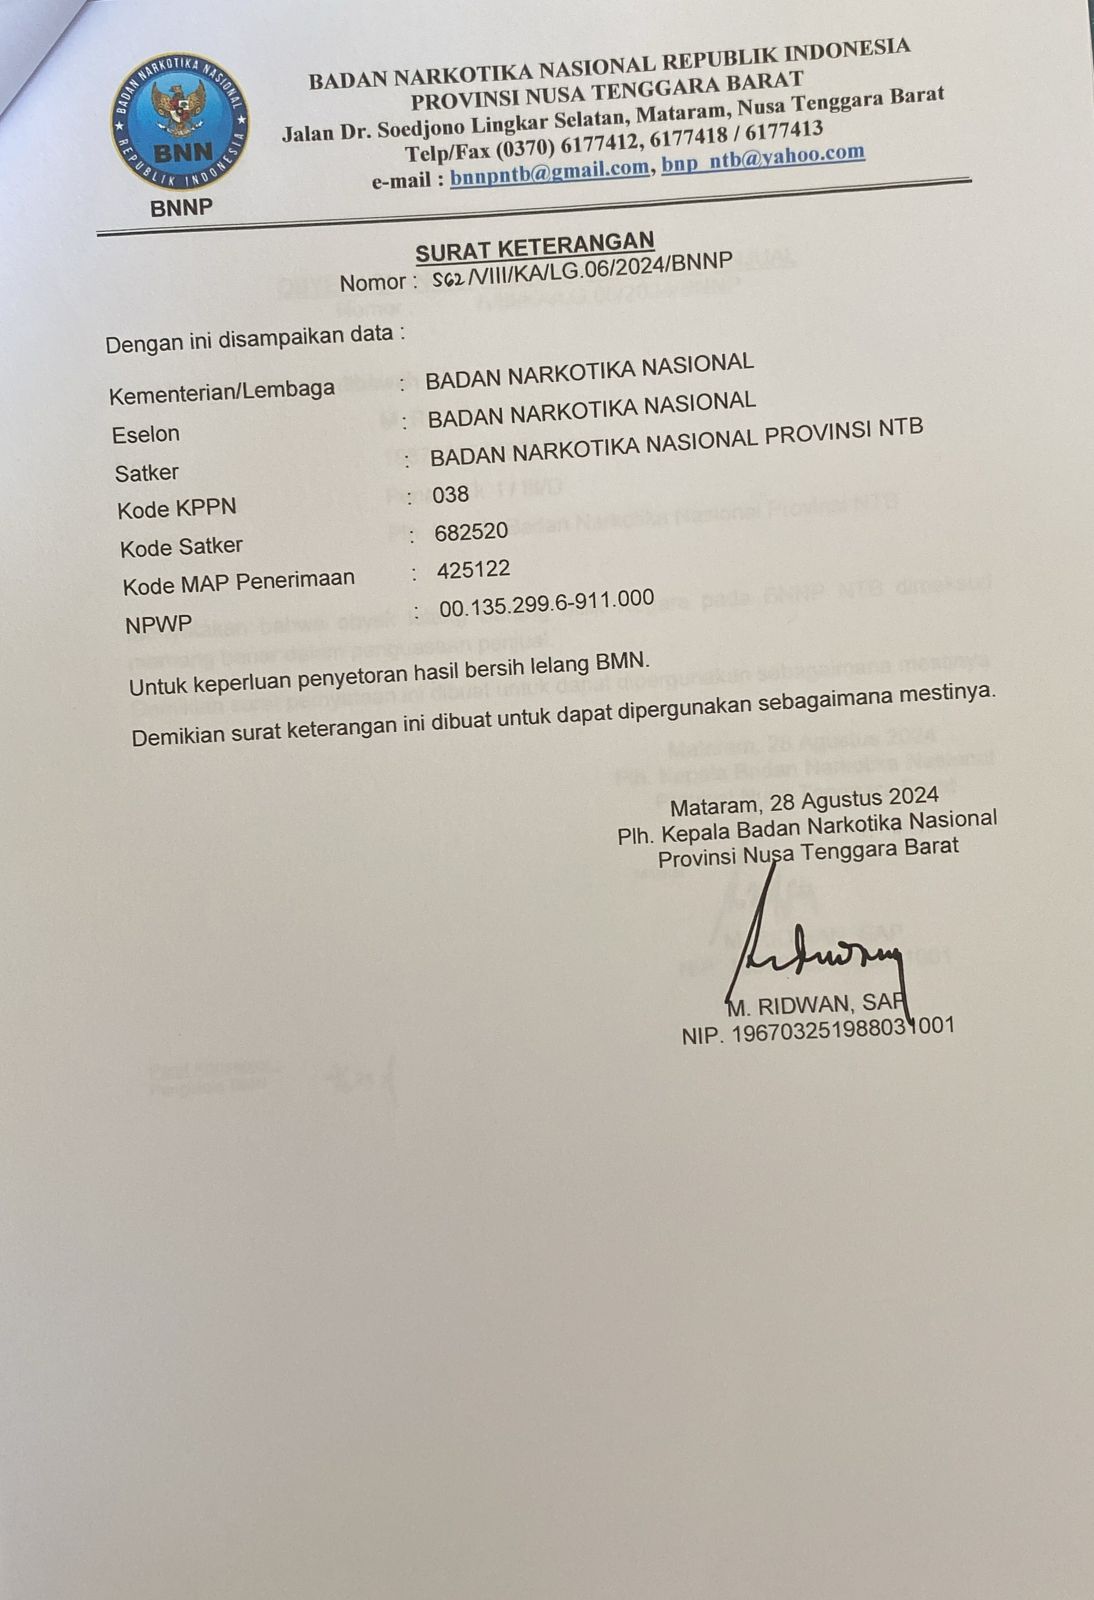 BADAN NARKOTIKA NASIONAL
REPUBLIK INDONESIA
BNN
BNNP
BADAN NARKOTIKA NASIONAL REPUBLIK INDONESIA
PROVINSI NUSA TENGGARA BARAT
Jalan Dr. Soedjono Lingkar Selatan, Mataram, Nusa Tenggara Barat
Telp/Fax (0370) 6177412, 6177418 / 6177413
e-mail : bnnpntb@gmail.com, bnp_ntb@yahoo.com
SURAT KETERANGAN
Nomor : 562/VIII/KA/LG.06/2024/BNNP
Dengan ini disampaikan data :
Kementerian/Lembaga : BADAN NARKOTIKA NASIONAL
Eselon : BADAN NARKOTIKA NASIONAL
Satker : BADAN NARKOTIKA NASIONAL PROVINSI NTB
Kode KPPN : 038
Kode Satker : 682520
Kode MAP Penerimaan : 425122
NPWP : 00.135.299.6-911.000
Untuk keperluan penyetoran hasil bersih lelang BMN.
Demikian surat keterangan ini dibuat untuk dapat dipergunakan sebagaimana mestinya.
Mataram, 28 Agustus 2024
Plh. Kepala Badan Narkotika Nasional
Provinsi Nusa Tenggara Barat
M. RIDWAN, SAP
NIP. 196703251988031001